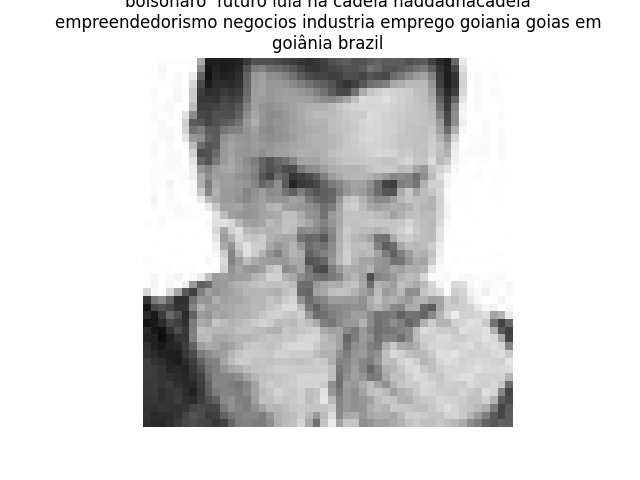 bolsonaro futuro lula na cadeia haddadnacadeia
empreendedorismo negocios industria emprego goiania goias em
goiânia brazil